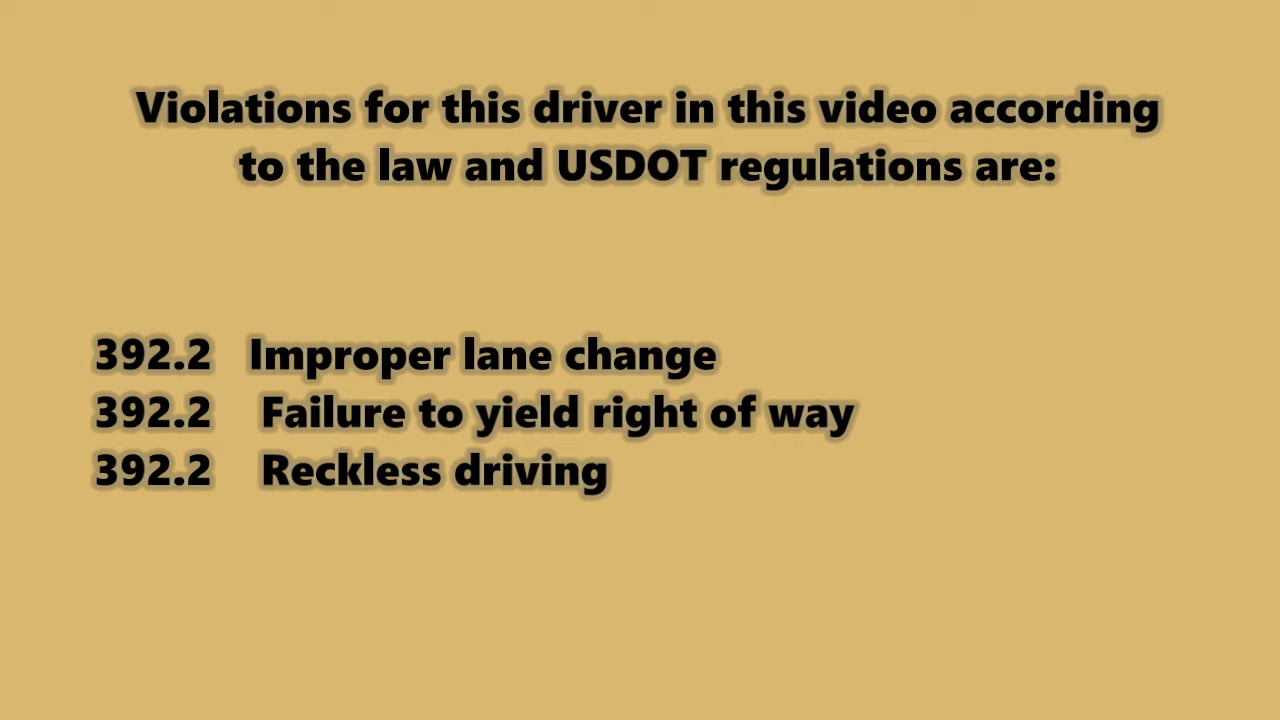 Violations for this driver in this video according
to the law and USDOT regulations are:
392.2 Improper lane change
392.2 Failure to yield right of way
392.2 Reckless driving